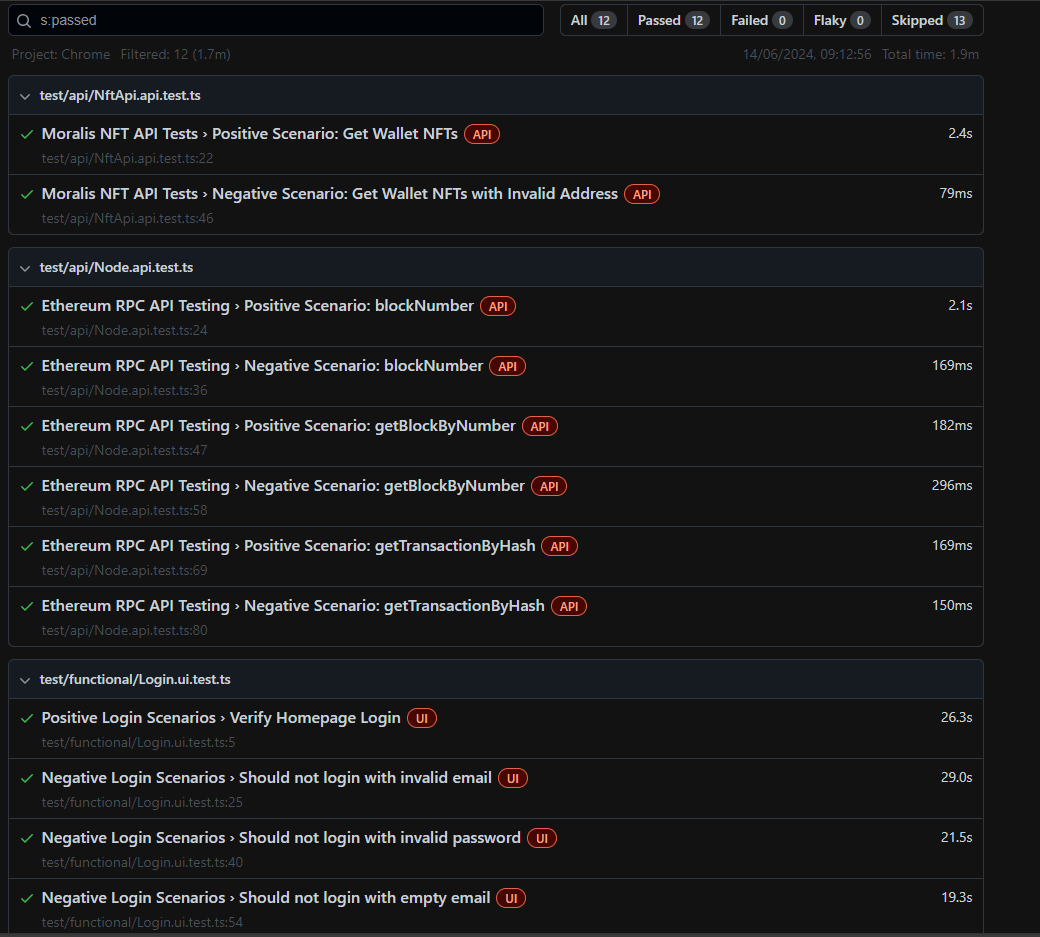 s:passed
All 12 Passed 12 Failed 0 Flaky 0 Skipped 13
Project: Chrome Filtered: 12 (1.7m) 14/06/2024, 09:12:56 Total time: 1.9m
test/api/NftApi.api.test.ts
Moralis NFT API Tests › Positive Scenario: Get Wallet NFTs API 2.4s
test/api/NftApi.api.test.ts:22
Moralis NFT API Tests › Negative Scenario: Get Wallet NFTs with Invalid Address API 79ms
test/api/NftApi.api.test.ts:46
test/api/Node.api.test.ts
Ethereum RPC API Testing › Positive Scenario: blockNumber API 2.1s
test/api/Node.api.test.ts:24
Ethereum RPC API Testing › Negative Scenario: blockNumber API 169ms
test/api/Node.api.test.ts:36
Ethereum RPC API Testing › Positive Scenario: getBlockByNumber API 182ms
test/api/Node.api.test.ts:47
Ethereum RPC API Testing › Negative Scenario: getBlockByNumber API 296ms
test/api/Node.api.test.ts:58
Ethereum RPC API Testing › Positive Scenario: getTransactionByHash API 169ms
test/api/Node.api.test.ts:69
Ethereum RPC API Testing › Negative Scenario: getTransactionByHash API 150ms
test/api/Node.api.test.ts:80
test/functional/Login.ui.test.ts
Positive Login Scenarios › Verify Homepage Login UI 26.3s
test/functional/Login.ui.test.ts:5
Negative Login Scenarios › Should not login with invalid email UI 29.0s
test/functional/Login.ui.test.ts:25
Negative Login Scenarios › Should not login with invalid password UI 21.5s
test/functional/Login.ui.test.ts:40
Negative Login Scenarios › Should not login with empty email UI 19.3s
test/functional/Login.ui.test.ts:54